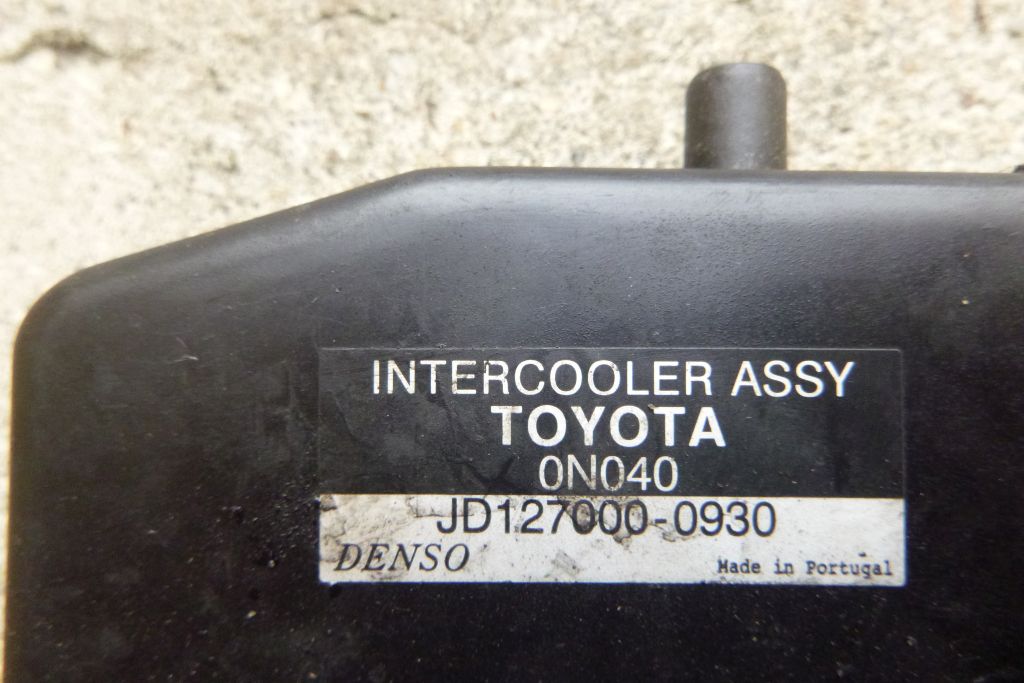 INTERCOOLER ASSY
TOYOTA
0N040
JD127000-0930
DENSO
Made in Portugal